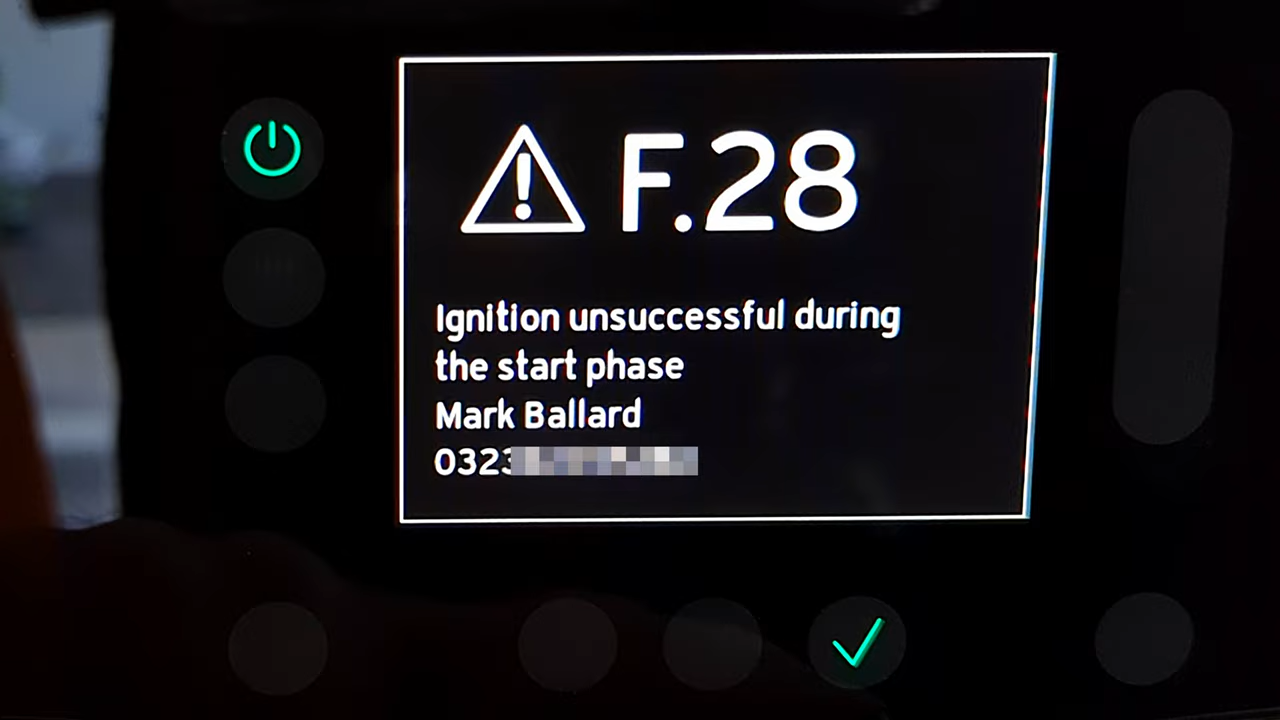 F.28
Ignition unsuccessful during
the start phase
Mark Ballard
0323